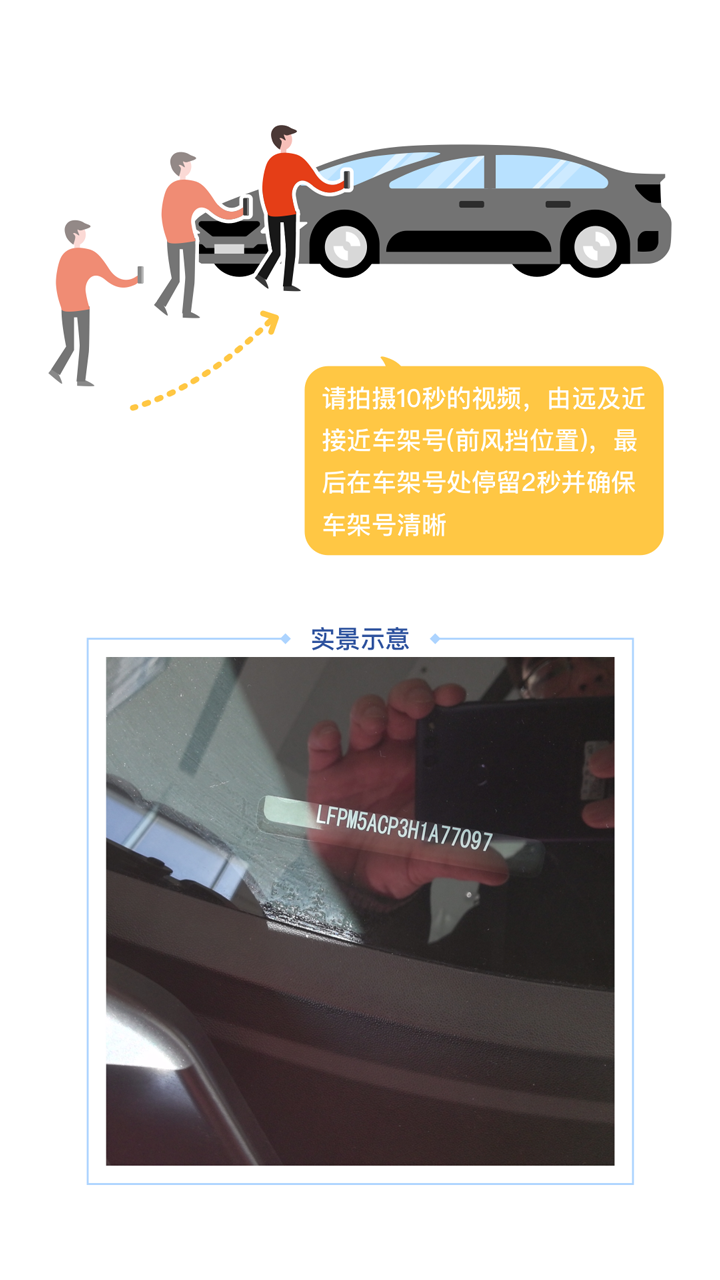 请拍摄10秒的视频，由远及近
接近车架号(前风挡位置)，最
后在车架号处停留2秒并确保
车架号清晰
实景示意
LFPM5ACP3H1A77097